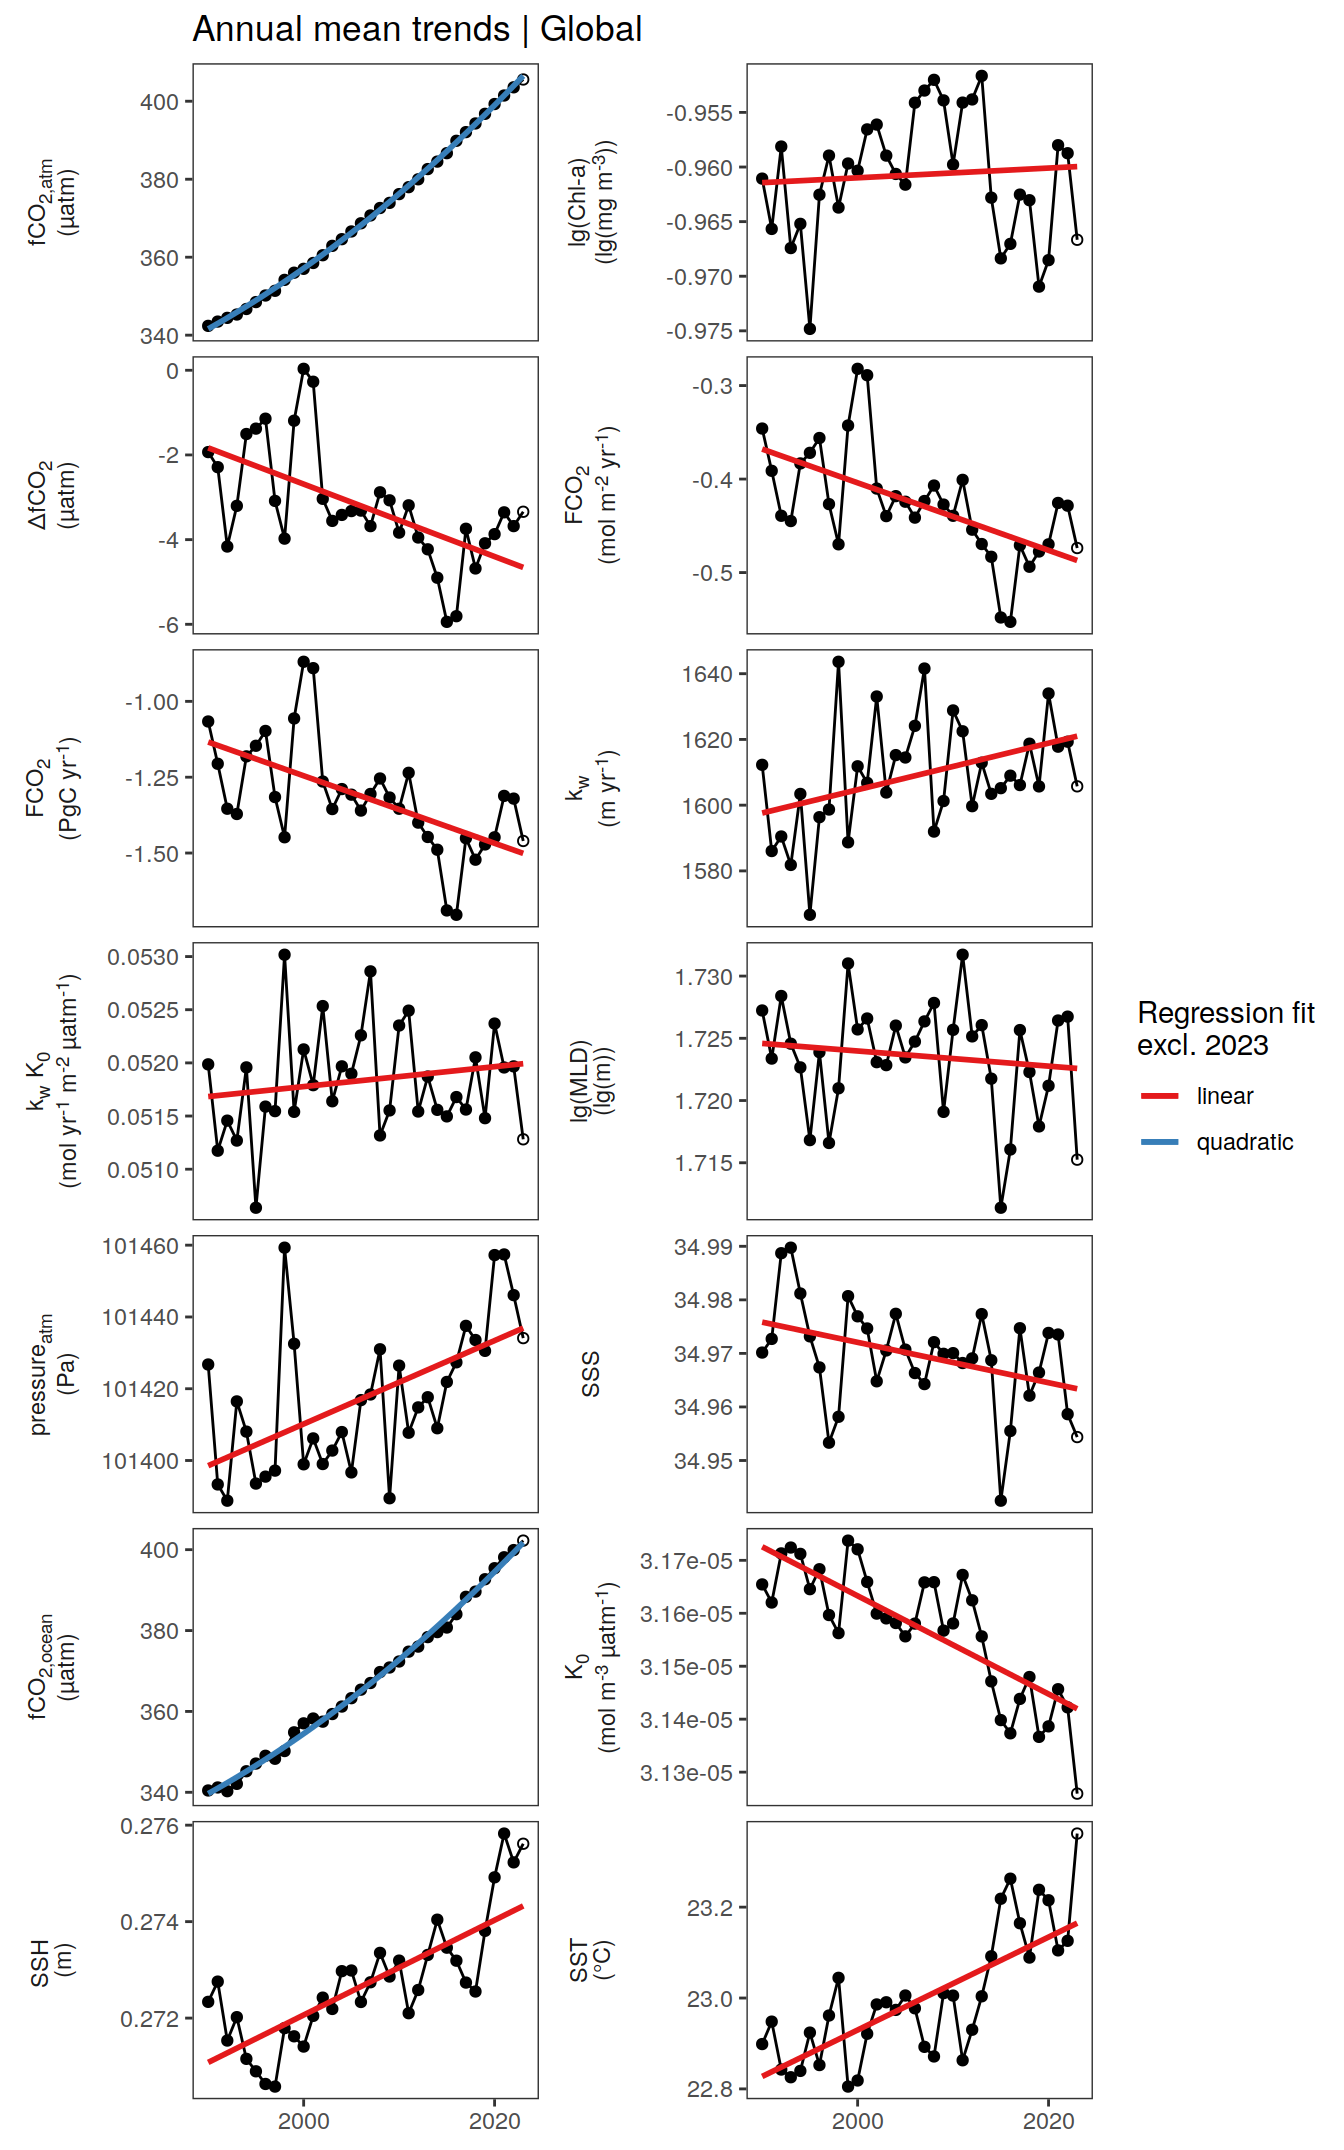 Annual mean trends | Global
fCO2,atm
(µatm)
400
380
360
340
lg(Chl-a)
(lg(mg m-3))
-0.955
-0.960
-0.965
-0.970
-0.975
ΔfCO2
(µatm)
0
-2
-4
-6
FCO2
(mol m-2 yr-1)
-0.3
-0.4
-0.5
FCO2
(PgC yr-1)
-1.00
-1.25
-1.50
kw
(m yr-1)
1640
1620
1600
1580
kw K0
(mol yr-1 m-2 µatm-1)
0.0530
0.0525
0.0520
0.0515
0.0510
lg(MLD)
(lg(m))
1.730
1.725
1.720
1.715
Regression fit
excl. 2023
linear
quadratic
pressureatm
(Pa)
101460
101440
101420
101400
SSS
34.99
34.98
34.97
34.96
34.95
fCO2,ocean
(µatm)
400
380
360
340
K0
(mol m-3 µatm-1)
3.17e-05
3.16e-05
3.15e-05
3.14e-05
3.13e-05
SSH
(m)
0.276
0.274
0.272
SST
(°C)
23.2
23.0
22.8
2000 2020
2000 2020